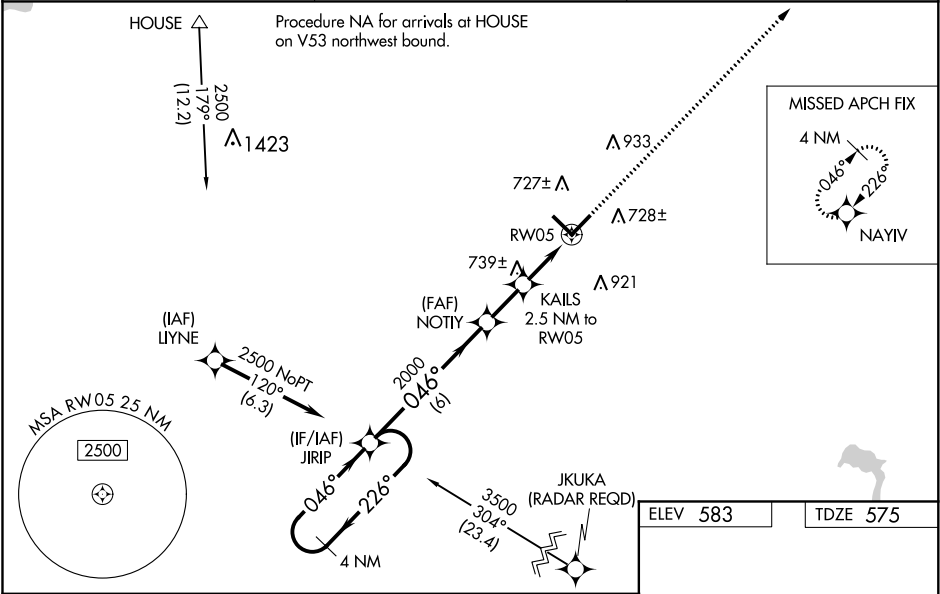 HOUSE
Procedure NA for arrivals at HOUSE
on V53 northwest bound.
2500
179°
(12.2)
1423
MISSED APCH FIX
4 NM
046°
226°
NAYIV
933
727±
728±
RW05
739±
921
(FAF)
NOTIY
KAILS
2.5 NM to
RW05
(IAF)
LIYNE
2500 NoPT
120°
(6.3)
2000
046°
(6)
MSA RW05 25 NM
2500
(IF/IAF)
JIRIP
046°
226°
4 NM
JKUKA
(RADAR REQD)
3500
304°
(23.4)
ELEV 583
TDZE 575